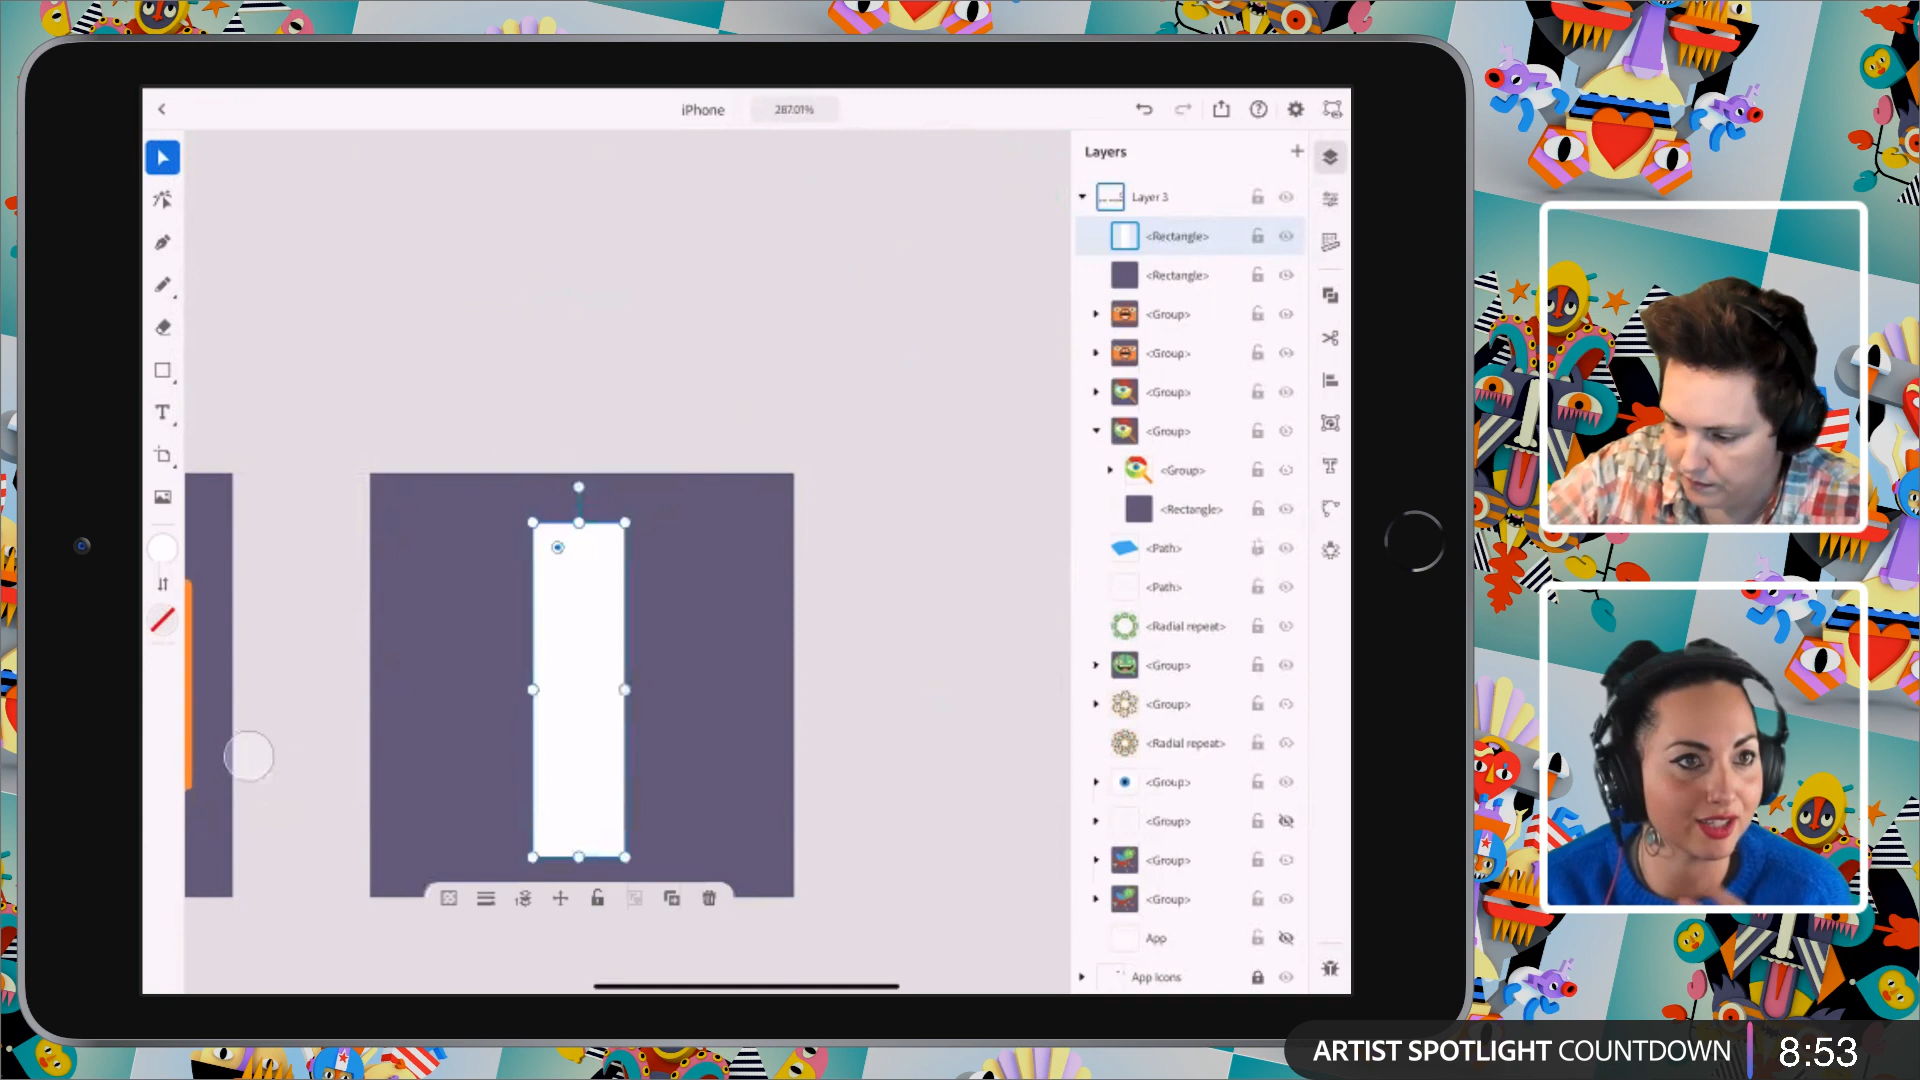 iPhone
287.01%
Layers
Layer 3
<Rectangle>
<Rectangle>
<Group>
<Group>
<Group>
<Group>
<Group>
<Rectangle>
<Path>
<Path>
<Radial repeat>
<Group>
<Group>
<Radial repeat>
<Group>
<Group>
<Group>
<Group>
App
App Icons
T
T
ARTIST SPOTLIGHT COUNTDOWN 8:53